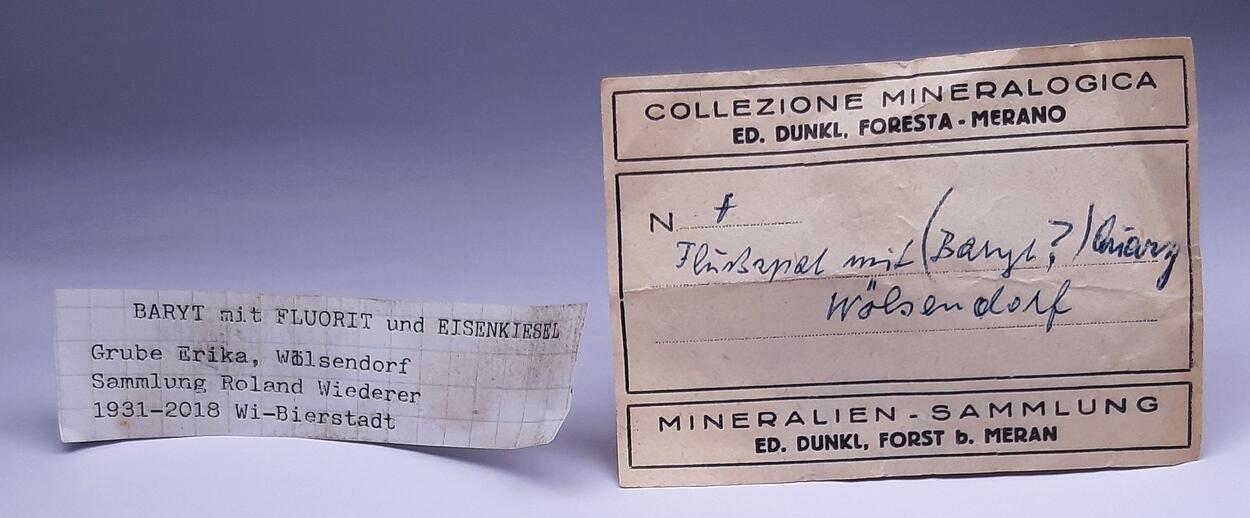 BARYT mit FLUORIT und EISENKIESEL
Grube Erika, Wölsendorf
Sammlung Roland Wiederer
1931-2018 Wi-Bierstadt
COLLEZIONE MINERALOGICA
ED. DUNKL, FORESTA - MERANO
N
Flußspat mit (Baryt?) Quarz
Wölsendorf
MINERALIEN - SAMMLUNG
ED. DUNKL, FORST b. MERAN